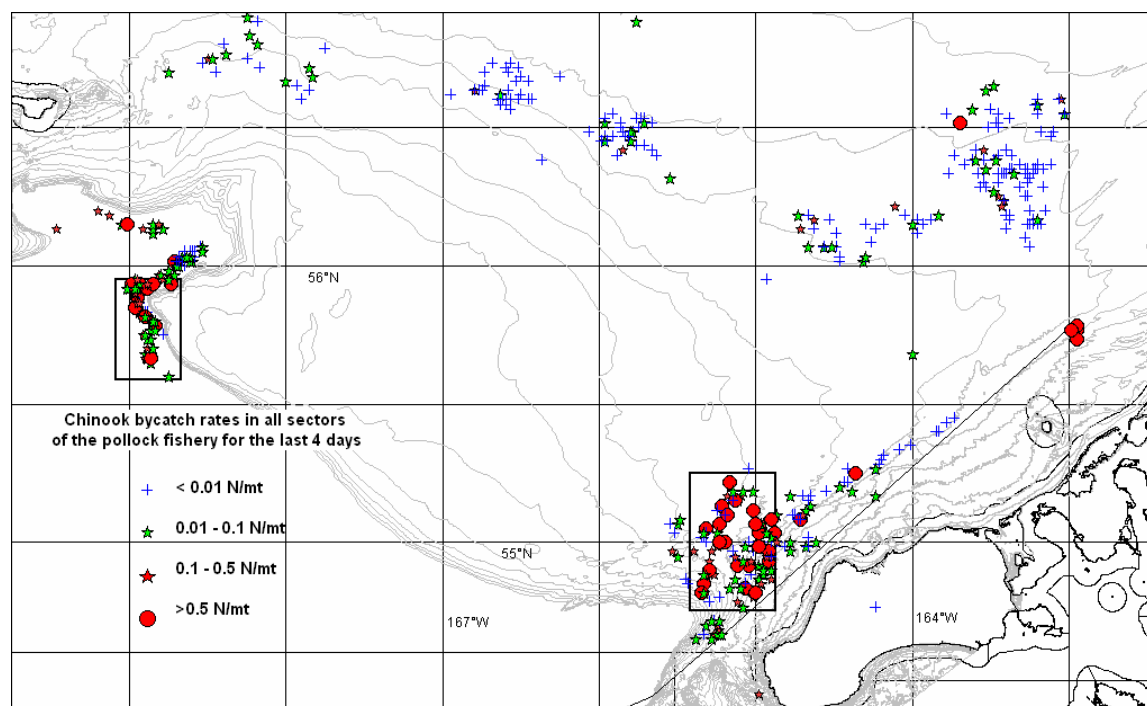 56°N
Chinook bycatch rates in all sectors
of the pollock fishery for the last 4 days
< 0.01 N/mt
0.01 - 0.1 N/mt
0.1 - 0.5 N/mt
>0.5 N/mt
55°N
167°W
164°W